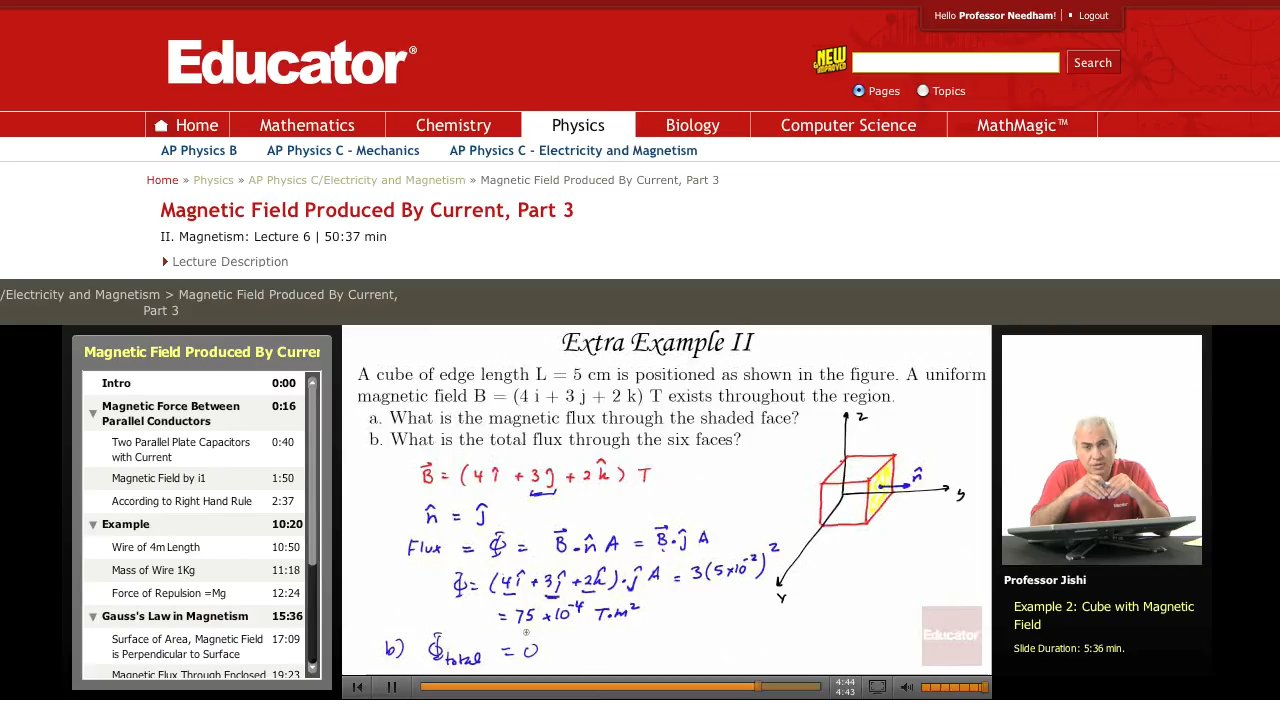 Hello Professor Needham! | ▪ Logout
Educator®
NEW
IMPROVED
Search
Pages Topics
Home Mathematics Chemistry Physics Biology Computer Science MathMagic™
AP Physics B AP Physics C - Mechanics AP Physics C - Electricity and Magnetism
Home » Physics » AP Physics C/Electricity and Magnetism » Magnetic Field Produced By Current, Part 3
Magnetic Field Produced By Current, Part 3
II. Magnetism: Lecture 6 | 50:37 min
Lecture Description
/Electricity and Magnetism > Magnetic Field Produced By Current,
Part 3
Magnetic Field Produced By Curren
Intro 0:00
Magnetic Force Between 0:16
Parallel Conductors
Two Parallel Plate Capacitors 0:40
with Current
Magnetic Field by i1 1:50
According to Right Hand Rule 2:37
Example 10:20
Wire of 4m Length 10:50
Mass of Wire 1Kg 11:18
Force of Repulsion =Mg 12:24
Gauss's Law in Magnetism 15:36
Surface of Area, Magnetic Field 17:09
is Perpendicular to Surface
Magnetic Flux Through Enclosed 19:23
Extra Example II
A cube of edge length L = 5 cm is positioned as shown in the figure. A uniform
magnetic field B = (4 i + 3 j + 2 k) T exists throughout the region.
a. What is the magnetic flux through the shaded face?
b. What is the total flux through the six faces?
B⃗ = (4 î + 3 ĵ + 2 k̂) T
n̂ = ĵ
Flux = Φ = B⃗ · n̂ A = B⃗ · ĵ A
Φ = (4î + 3ĵ + 2k̂) · ĵ A = 3(5×10⁻²)²
= 75 ×10⁻⁴ T·m²
b) Φtotal = 0
z
n̂
y
x
Educator
4:44
4:43
Professor Jishi
Example 2: Cube with Magnetic
Field
Slide Duration: 5:36 min.